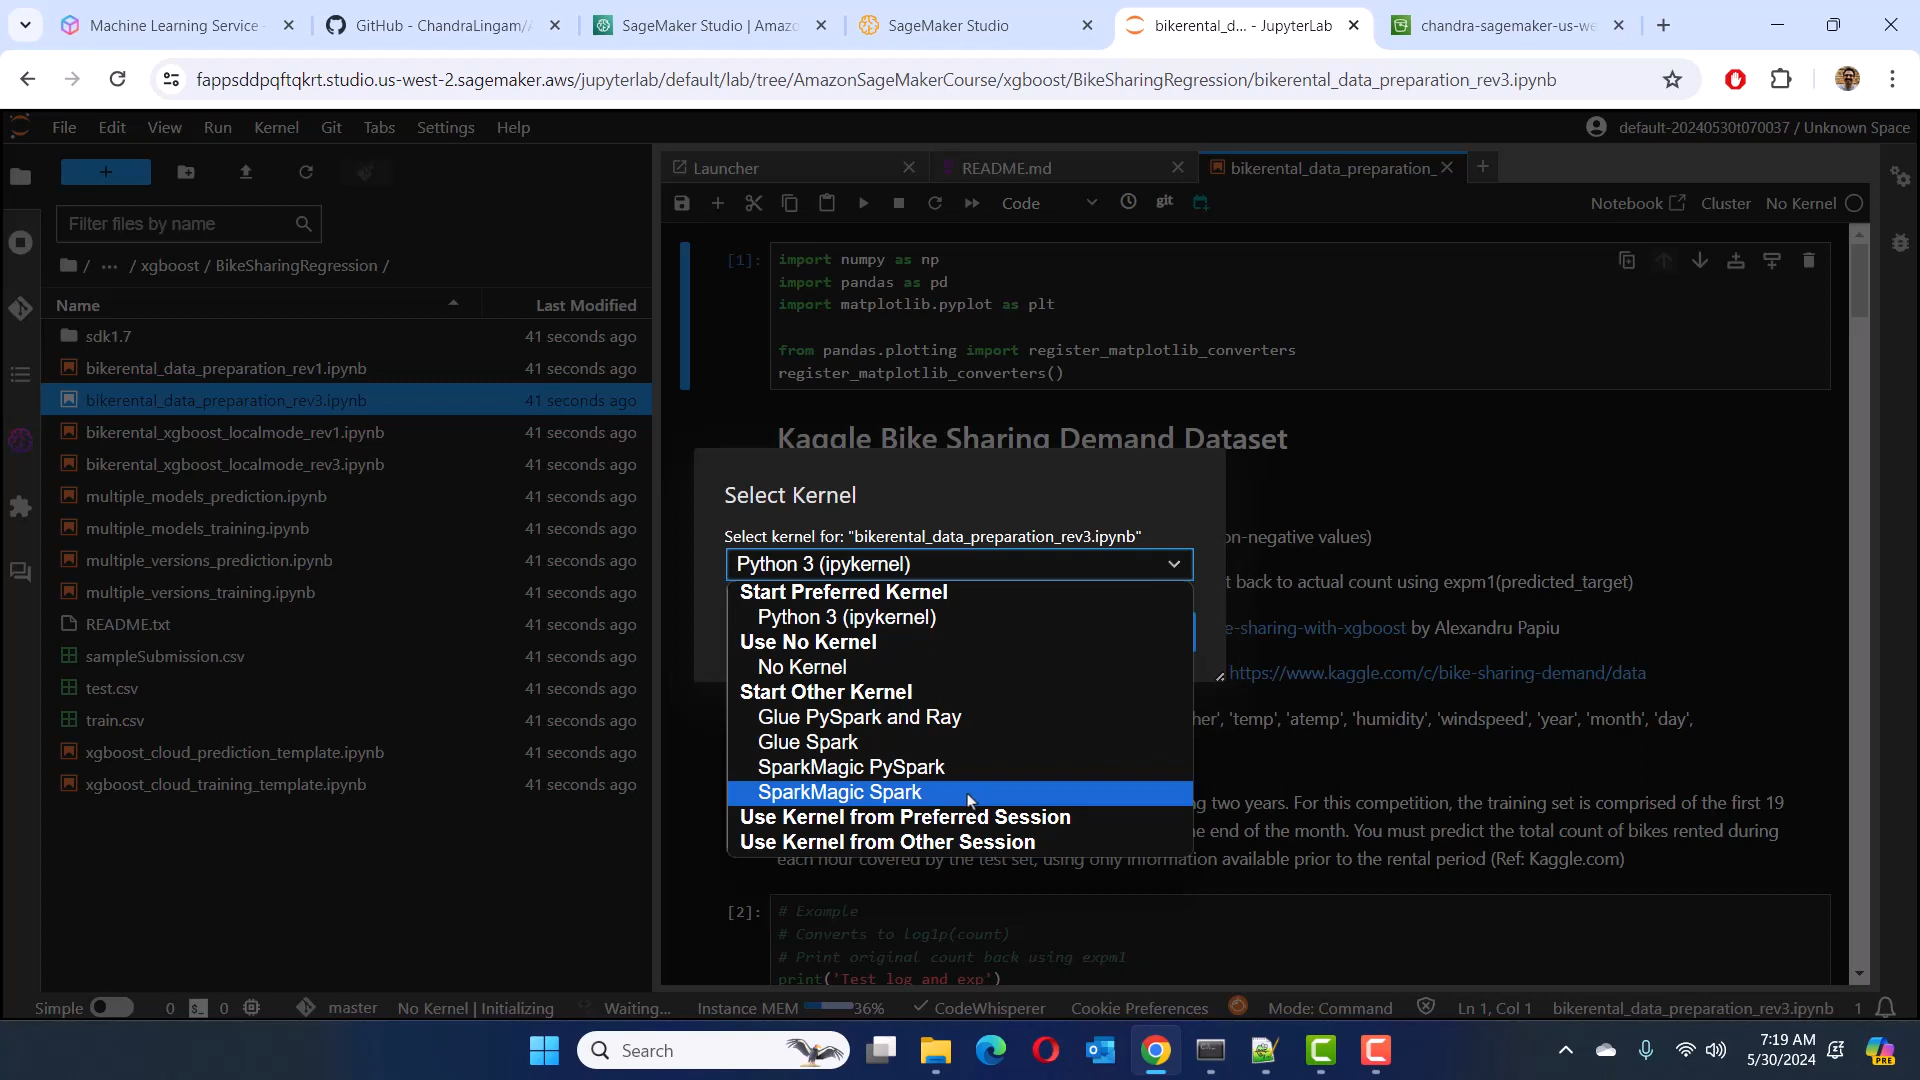 Machine Learning Service -
GitHub - ChandraLingam/A
SageMaker Studio | Amazo
SageMaker Studio
bikerental_d... - JupyterLab
chandra-sagemaker-us-we
fappsddpqftqkrt.studio.us-west-2.sagemaker.aws/jupyterlab/default/lab/tree/AmazonSageMakerCourse/xgboost/BikeSharingRegression/bikerental_data_preparation_rev3.ipynb
File Edit View Run Kernel Git Tabs Settings Help
default-20240530t070037 / Unknown Space
Launcher
README.md
bikerental_data_preparation_
Filter files by name
/ ... / xgboost / BikeSharingRegression /
Name Last Modified
sdk1.7 41 seconds ago
bikerental_data_preparation_rev1.ipynb 41 seconds ago
bikerental_data_preparation_rev3.ipynb 41 seconds ago
bikerental_xgboost_localmode_rev1.ipynb 41 seconds ago
bikerental_xgboost_localmode_rev3.ipynb 41 seconds ago
multiple_models_prediction.ipynb 41 seconds ago
multiple_models_training.ipynb 41 seconds ago
multiple_versions_prediction.ipynb 41 seconds ago
multiple_versions_training.ipynb 41 seconds ago
README.txt 41 seconds ago
sampleSubmission.csv 41 seconds ago
test.csv 41 seconds ago
train.csv 41 seconds ago
xgboost_cloud_prediction_template.ipynb 41 seconds ago
xgboost_cloud_training_template.ipynb 41 seconds ago
Code git Notebook Cluster No Kernel
[1]: import numpy as np
import pandas as pd
import matplotlib.pyplot as plt
from pandas.plotting import register_matplotlib_converters
register_matplotlib_converters()
Kaggle Bike Sharing Demand Dataset
Select Kernel
Select kernel for: "bikerental_data_preparation_rev3.ipynb"
Python 3 (ipykernel)
Start Preferred Kernel
Python 3 (ipykernel)
Use No Kernel
No Kernel
Start Other Kernel
Glue PySpark and Ray
Glue Spark
SparkMagic PySpark
SparkMagic Spark
Use Kernel from Preferred Session
Use Kernel from Other Session
on-negative values)
t back to actual count using expm1(predicted_target)
e-sharing-with-xgboost by Alexandru Papiu
https://www.kaggle.com/c/bike-sharing-demand/data
her', 'temp', 'atemp', 'humidity', 'windspeed', 'year', 'month', 'day',
ng two years. For this competition, the training set is comprised of the first 19
he end of the month. You must predict the total count of bikes rented during
each hour covered by the test set, using only information available prior to the rental period (Ref: Kaggle.com)
[2]: # Example
# Converts to log1p(count)
# Print original count back using expm1
print('Test log and exp')
Simple 0 0 master No Kernel | Initializing Waiting... Instance MEM 36% CodeWhisperer Cookie Preferences Mode: Command Ln 1, Col 1 bikerental_data_preparation_rev3.ipynb 1
Search
7:19 AM
5/30/2024
PRE